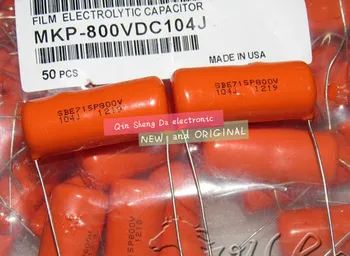 FILM ELECTROLYTIC CAPACITOR
MKP-800VDC104J
50 PCS
MADE IN USA
SBE715P800V
104J 1219
SBE715P800V
104J 1219
Qin Sheng Da electronic
NEW and ORIGINAL